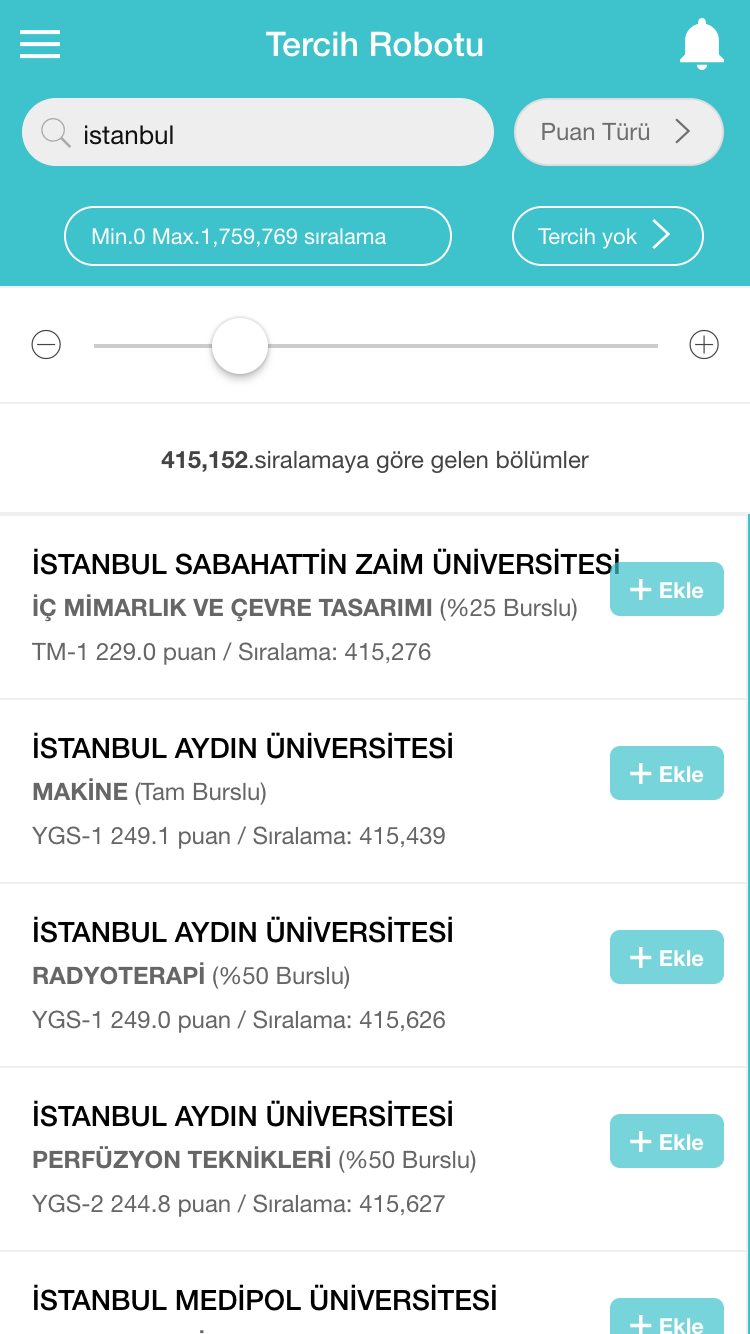 Tercih Robotu
istanbul
Puan Türü
Min.0 Max.1,759,769 sıralama
Tercih yok
415,152.siralamaya göre gelen bölümler
İSTANBUL SABAHATTİN ZAİM ÜNİVERSİTESİ
İÇ MİMARLIK VE ÇEVRE TASARIMI (%25 Burslu)
TM-1 229.0 puan / Sıralama: 415,276
+ Ekle
İSTANBUL AYDIN ÜNİVERSİTESİ
MAKİNE (Tam Burslu)
YGS-1 249.1 puan / Sıralama: 415,439
+ Ekle
İSTANBUL AYDIN ÜNİVERSİTESİ
RADYOTERAPİ (%50 Burslu)
YGS-1 249.0 puan / Sıralama: 415,626
+ Ekle
İSTANBUL AYDIN ÜNİVERSİTESİ
PERFÜZYON TEKNİKLERİ (%50 Burslu)
YGS-2 244.8 puan / Sıralama: 415,627
+ Ekle
İSTANBUL MEDİPOL ÜNİVERSİTESİ
+ Ekle